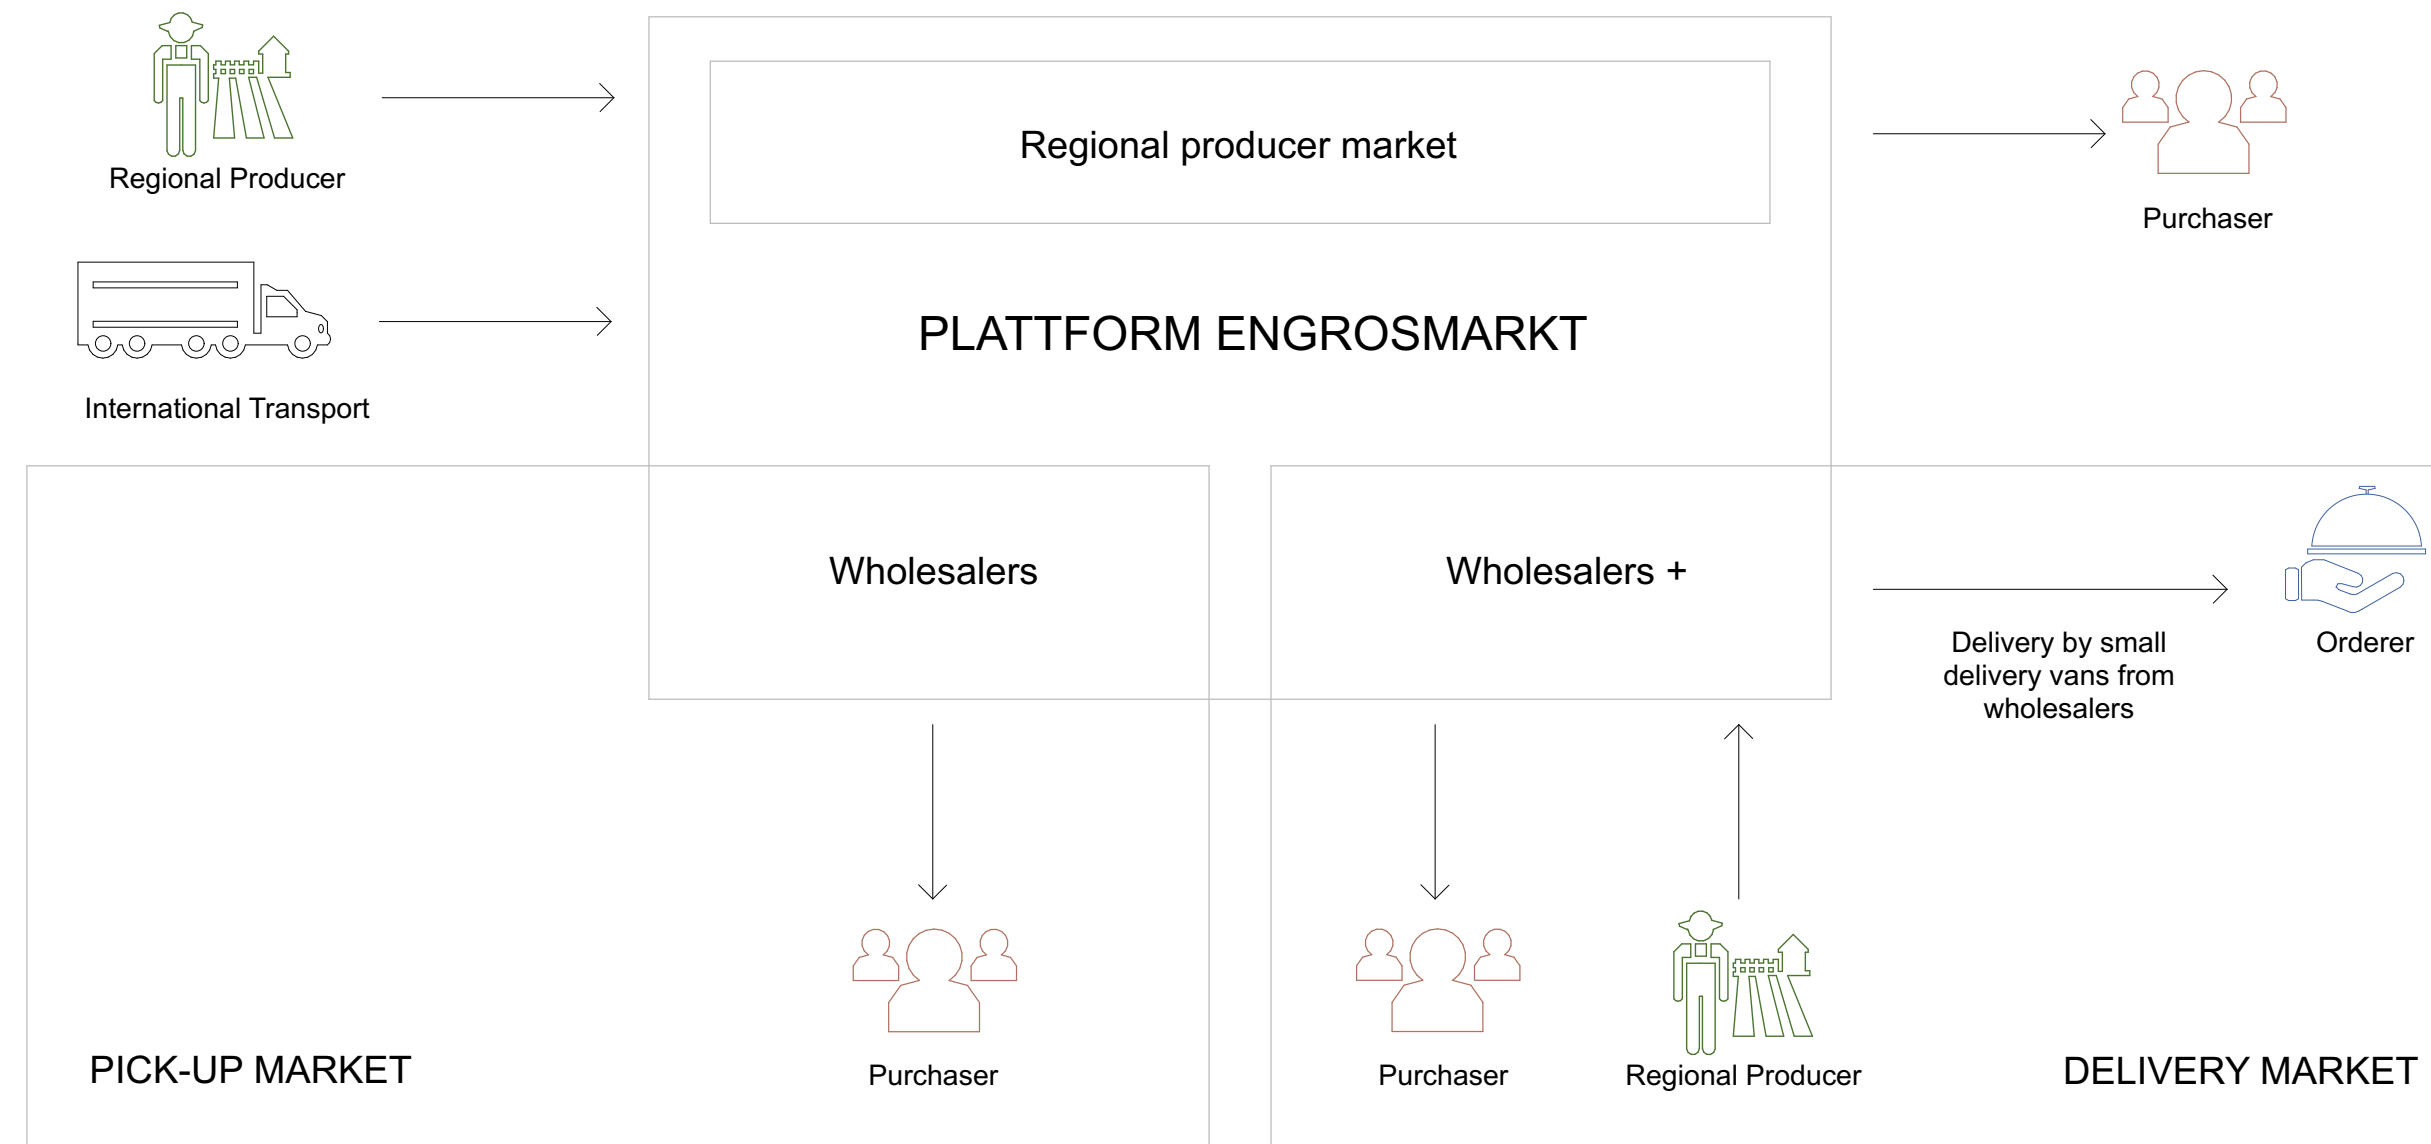 Regional Producer
Regional producer market
Purchaser
International Transport
PLATTFORM ENGROSMARKT
Wholesalers
Wholesalers +
Delivery by small
delivery vans from
wholesalers
Orderer
PICK-UP MARKET
Purchaser
Purchaser
Regional Producer
DELIVERY MARKET